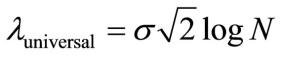 λ_universal = σ√2 log N